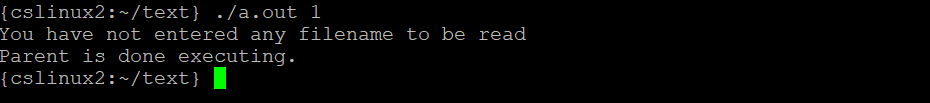 {cslinux2:~/text} ./a.out 1
You have not entered any filename to be read
Parent is done executing.
{cslinux2:~/text}